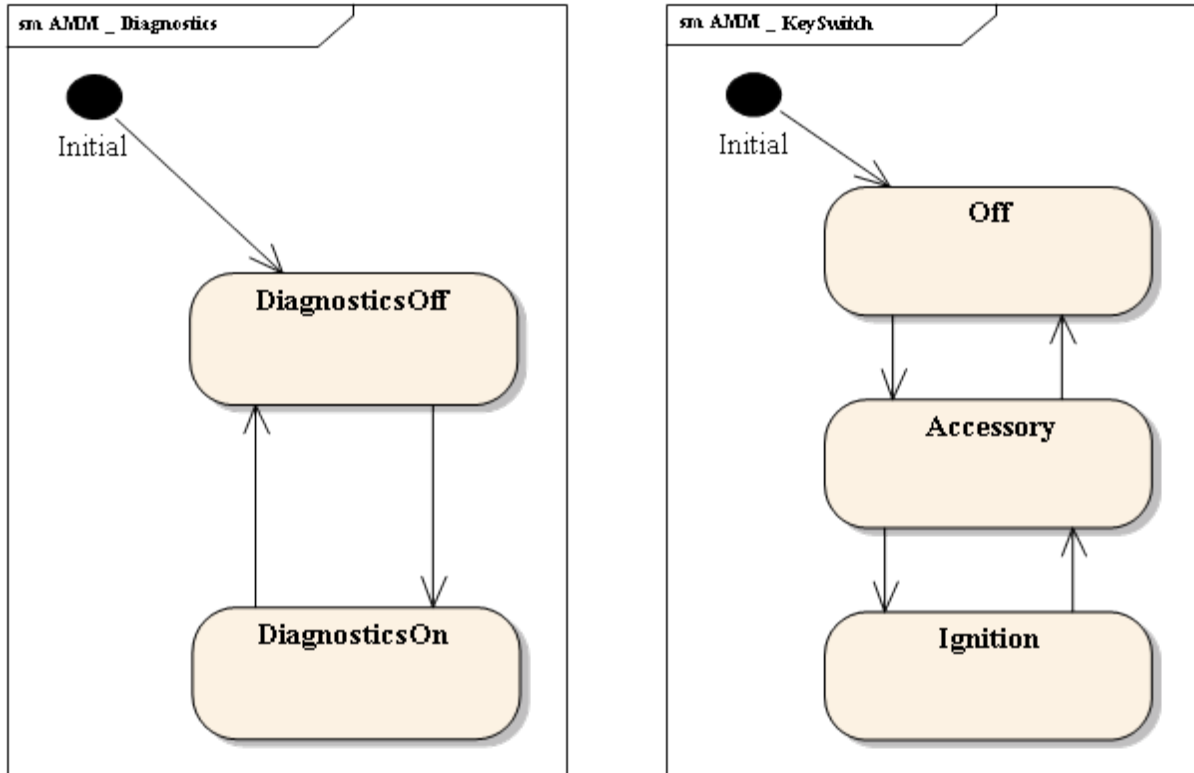 sm AMM _ Diagnostics
Initial
DiagnosticsOff
DiagnosticsOn
sm AMM _ KeySwitch
Initial
Off
Accessory
Ignition